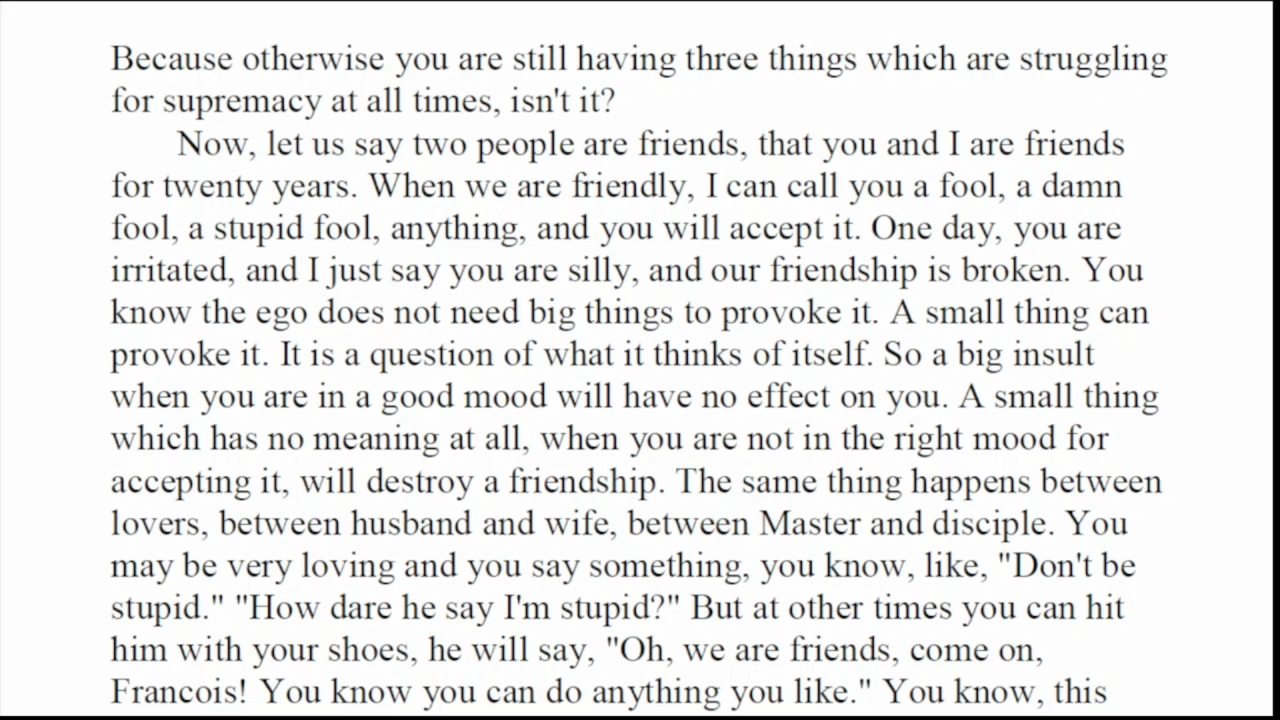 Because otherwise you are still having three things which are struggling
for supremacy at all times, isn't it?
Now, let us say two people are friends, that you and I are friends
for twenty years. When we are friendly, I can call you a fool, a damn
fool, a stupid fool, anything, and you will accept it. One day, you are
irritated, and I just say you are silly, and our friendship is broken. You
know the ego does not need big things to provoke it. A small thing can
provoke it. It is a question of what it thinks of itself. So a big insult
when you are in a good mood will have no effect on you. A small thing
which has no meaning at all, when you are not in the right mood for
accepting it, will destroy a friendship. The same thing happens between
lovers, between husband and wife, between Master and disciple. You
may be very loving and you say something, you know, like, "Don't be
stupid." "How dare he say I'm stupid?" But at other times you can hit
him with your shoes, he will say, "Oh, we are friends, come on,
Francois! You know you can do anything you like." You know, this